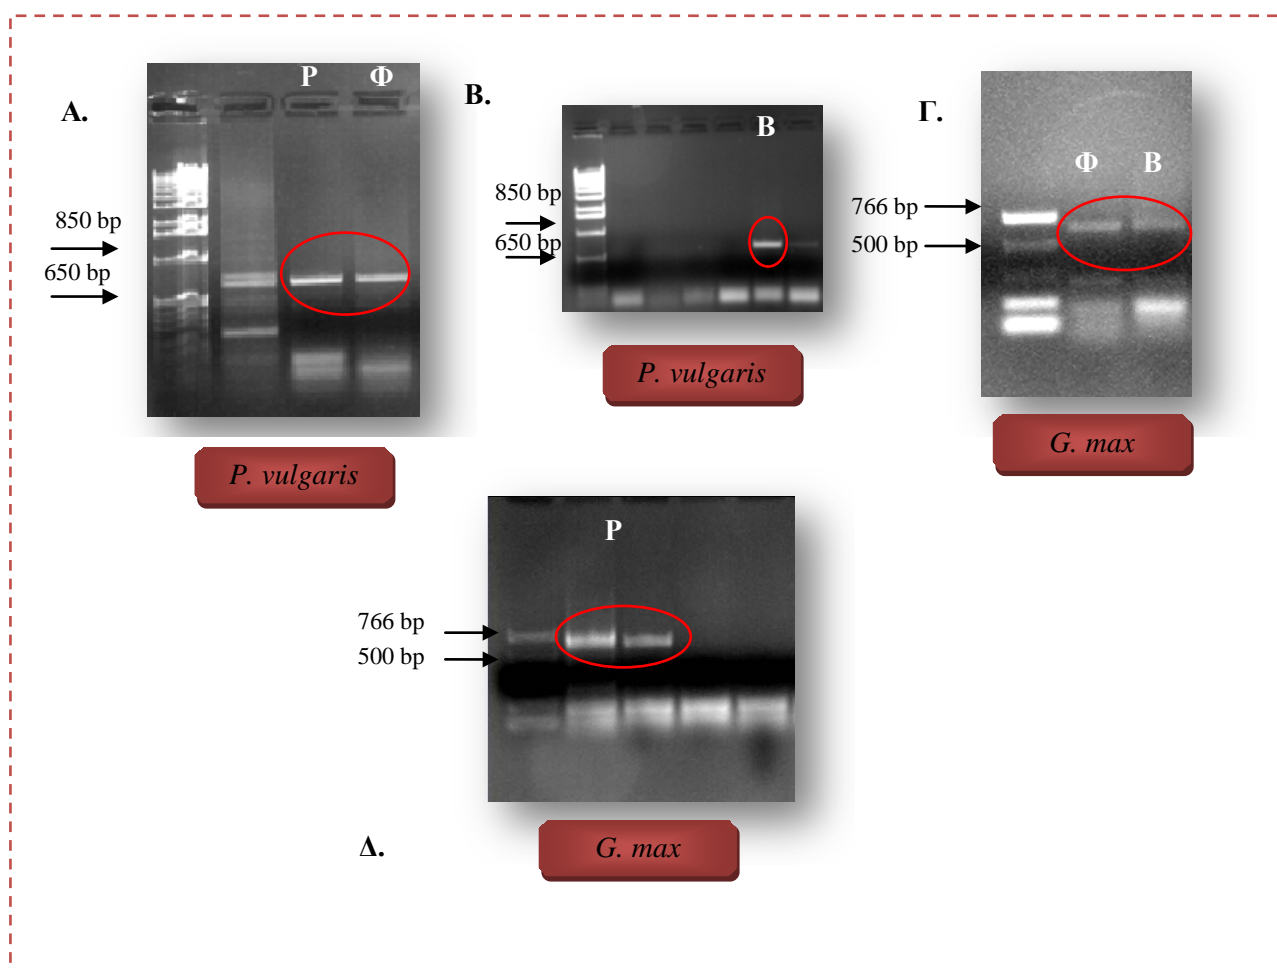 Α.
Ρ Φ
850 bp
650 bp
P. vulgaris
Β.
Β
850 bp
650 bp
P. vulgaris
Γ.
Φ Β
766 bp
500 bp
G. max
Ρ
766 bp
500 bp
Δ.
G. max